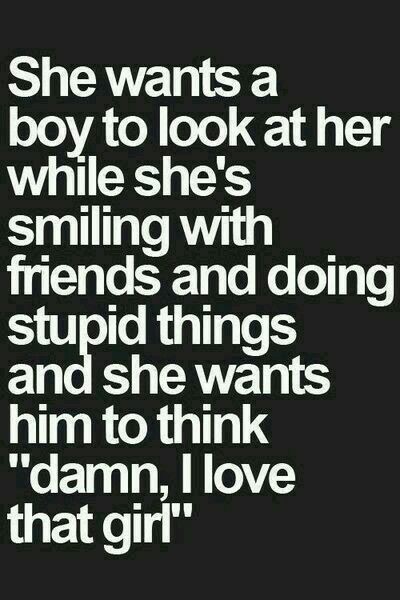 She wants a
boy to look at her
while she's
smiling with
friends and doing
stupid things
and she wants
him to think
"damn, I love
that girl"